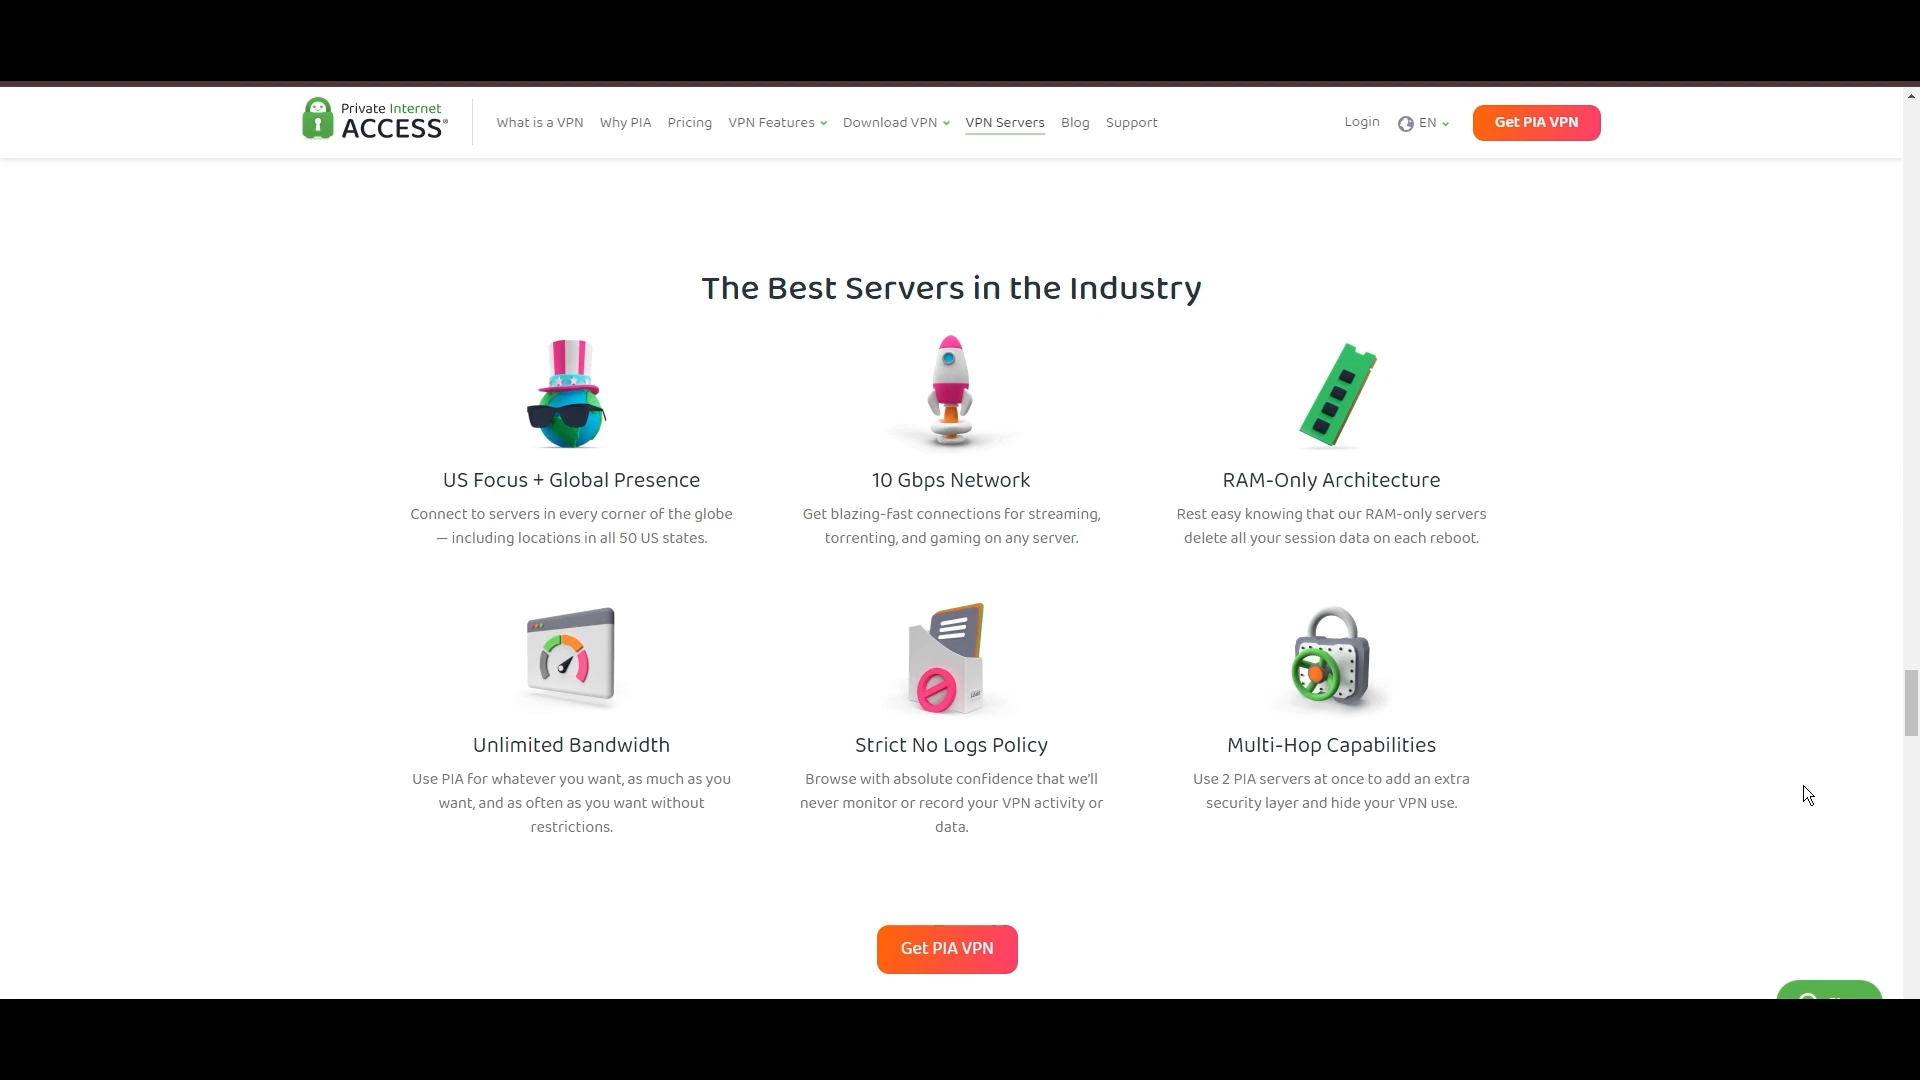 Private Internet
ACCESS®
What is a VPN Why PIA Pricing VPN Features Download VPN VPN Servers Blog Support
Login EN Get PIA VPN
The Best Servers in the Industry
US Focus + Global Presence
Connect to servers in every corner of the globe
— including locations in all 50 US states.
10 Gbps Network
Get blazing-fast connections for streaming,
torrenting, and gaming on any server.
RAM-Only Architecture
Rest easy knowing that our RAM-only servers
delete all your session data on each reboot.
Unlimited Bandwidth
Use PIA for whatever you want, as much as you
want, and as often as you want without
restrictions.
Strict No Logs Policy
Browse with absolute confidence that we'll
never monitor or record your VPN activity or
data.
Multi-Hop Capabilities
Use 2 PIA servers at once to add an extra
security layer and hide your VPN use.
Get PIA VPN